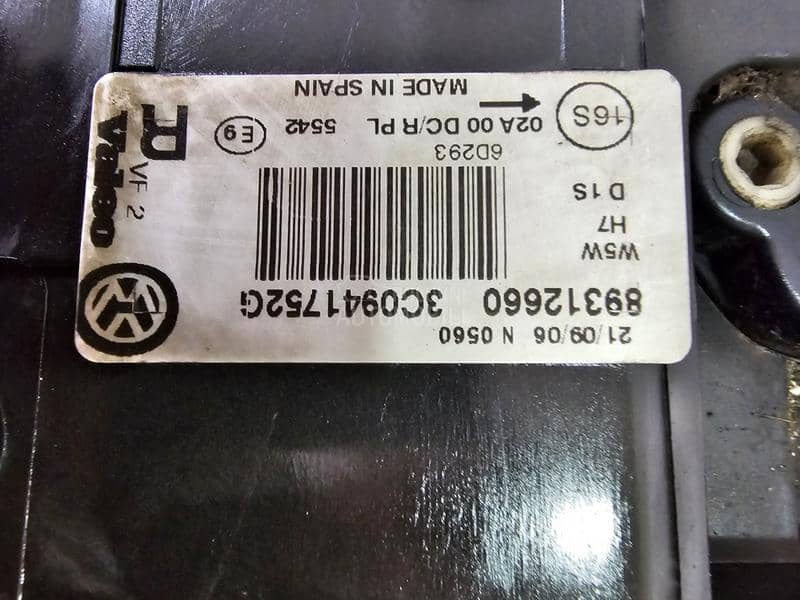 21/09/06 N 0560
89312660 3C0941752G
W5W
H7
D1S
6D293
02A 00 DC/R PL 5542
16S
E9
MADE IN SPAIN
Valeo
VF 2
R